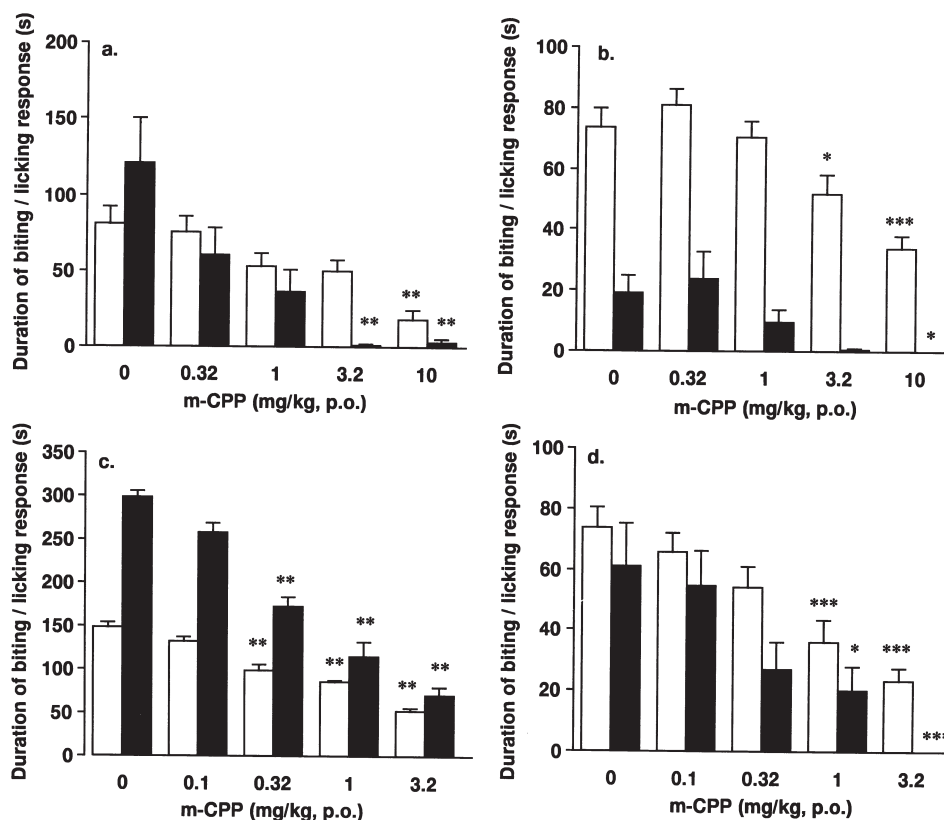 Duration of biting / licking response (s)
a.
200
150
100
50
0
** ** **
0 0.32 1 3.2 10
m-CPP (mg/kg, p.o.)
Duration of biting / licking response (s)
b.
100
80
60
40
20
0
* *** *
0 0.32 1 3.2 10
m-CPP (mg/kg, p.o.)
Duration of biting / licking response (s)
c.
350
300
250
200
150
100
50
0
** ** ** ** ** **
0 0.1 0.32 1 3.2
m-CPP (mg/kg, p.o.)
Duration of biting / licking response (s)
d.
100
80
60
40
20
0
*** * *** ***
0 0.1 0.32 1 3.2
m-CPP (mg/kg, p.o.)